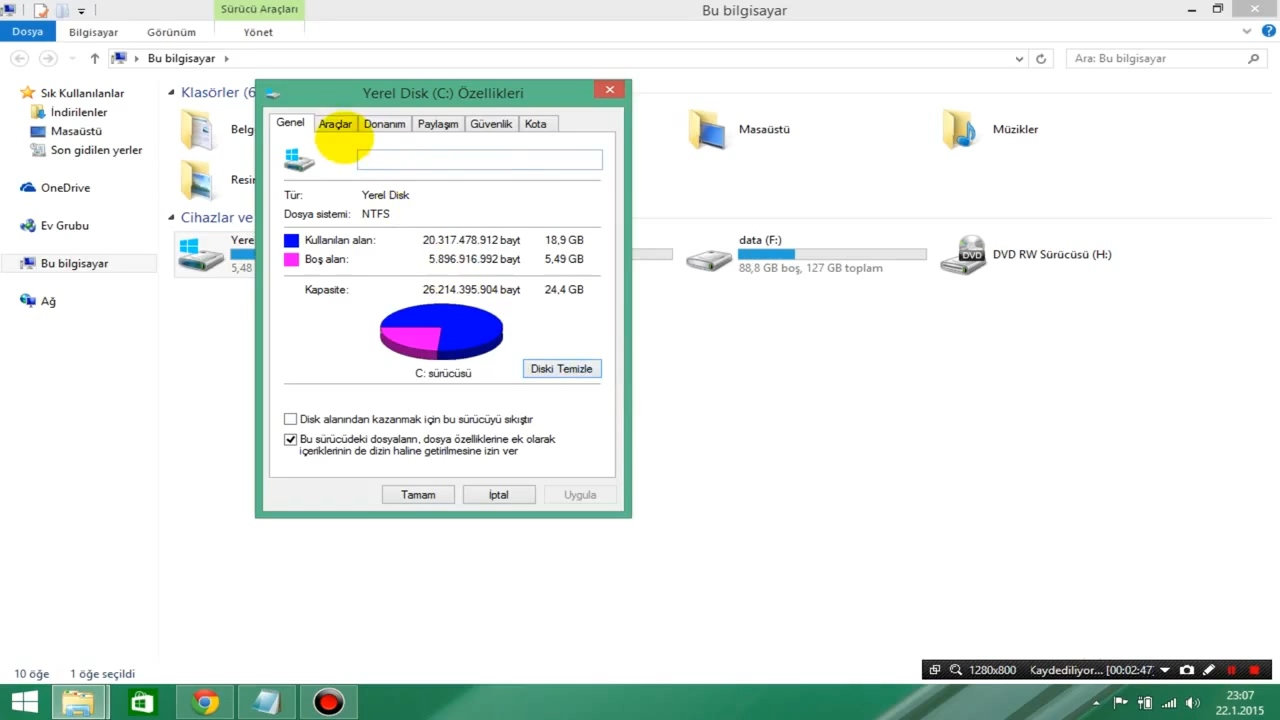 Sürücü Araçları
Bu bilgisayar
Dosya
Bilgisayar
Görünüm
Yönet
Bu bilgisayar
Ara: Bu bilgisayar
Sık Kullanılanlar
İndirilenler
Masaüstü
Son gidilen yerler
OneDrive
Ev Grubu
Bu bilgisayar
Ağ
Klasörler (6
Belg
Masaüstü
Müzikler
Resir
Cihazlar ve
Yere
5,48
data (F:)
88,8 GB boş, 127 GB toplam
DVD
DVD RW Sürücüsü (H:)
Yerel Disk (C:) Özellikleri
Genel
Araçlar
Donanım
Paylaşım
Güvenlik
Kota
Tür: Yerel Disk
Dosya sistemi: NTFS
Kullanılan alan: 20.317.478.912 bayt 18,9 GB
Boş alan: 5.896.916.992 bayt 5,49 GB
Kapasite: 26.214.395.904 bayt 24,4 GB
C: sürücüsü
Diski Temizle
Disk alanından kazanmak için bu sürücüyü sıkıştır
Bu sürücüdeki dosyaların, dosya özelliklerine ek olarak
içeriklerinin de dizin haline getirilmesine izin ver
Tamam
İptal
Uygula
10 öğe
1 öğe seçildi
1280x800
Kaydediliyor... [00:02:47]
23:07
22.1.2015